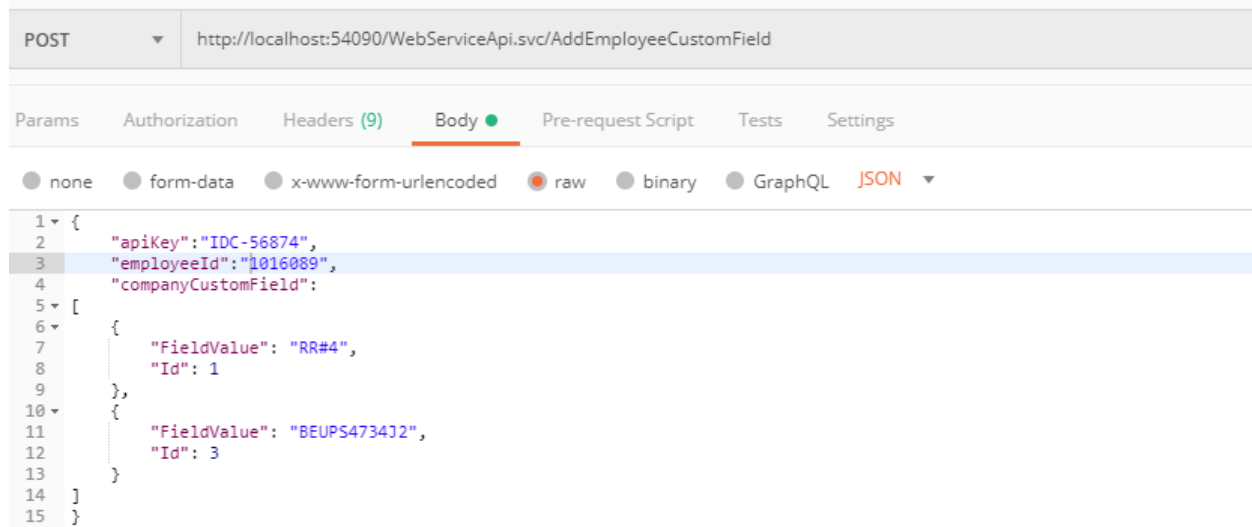 POST http://localhost:54090/WebServiceApi.svc/AddEmployeeCustomField
Params Authorization Headers (9) Body Pre-request Script Tests Settings
none form-data x-www-form-urlencoded raw binary GraphQL JSON
1 {
2 "apiKey":"IDC-56874",
3 "employeeId":"1016089",
4 "companyCustomField":
5 [
6 {
7 "FieldValue": "RR#4",
8 "Id": 1
9 },
10 {
11 "FieldValue": "BEUPS4734J2",
12 "Id": 3
13 }
14 ]
15 }